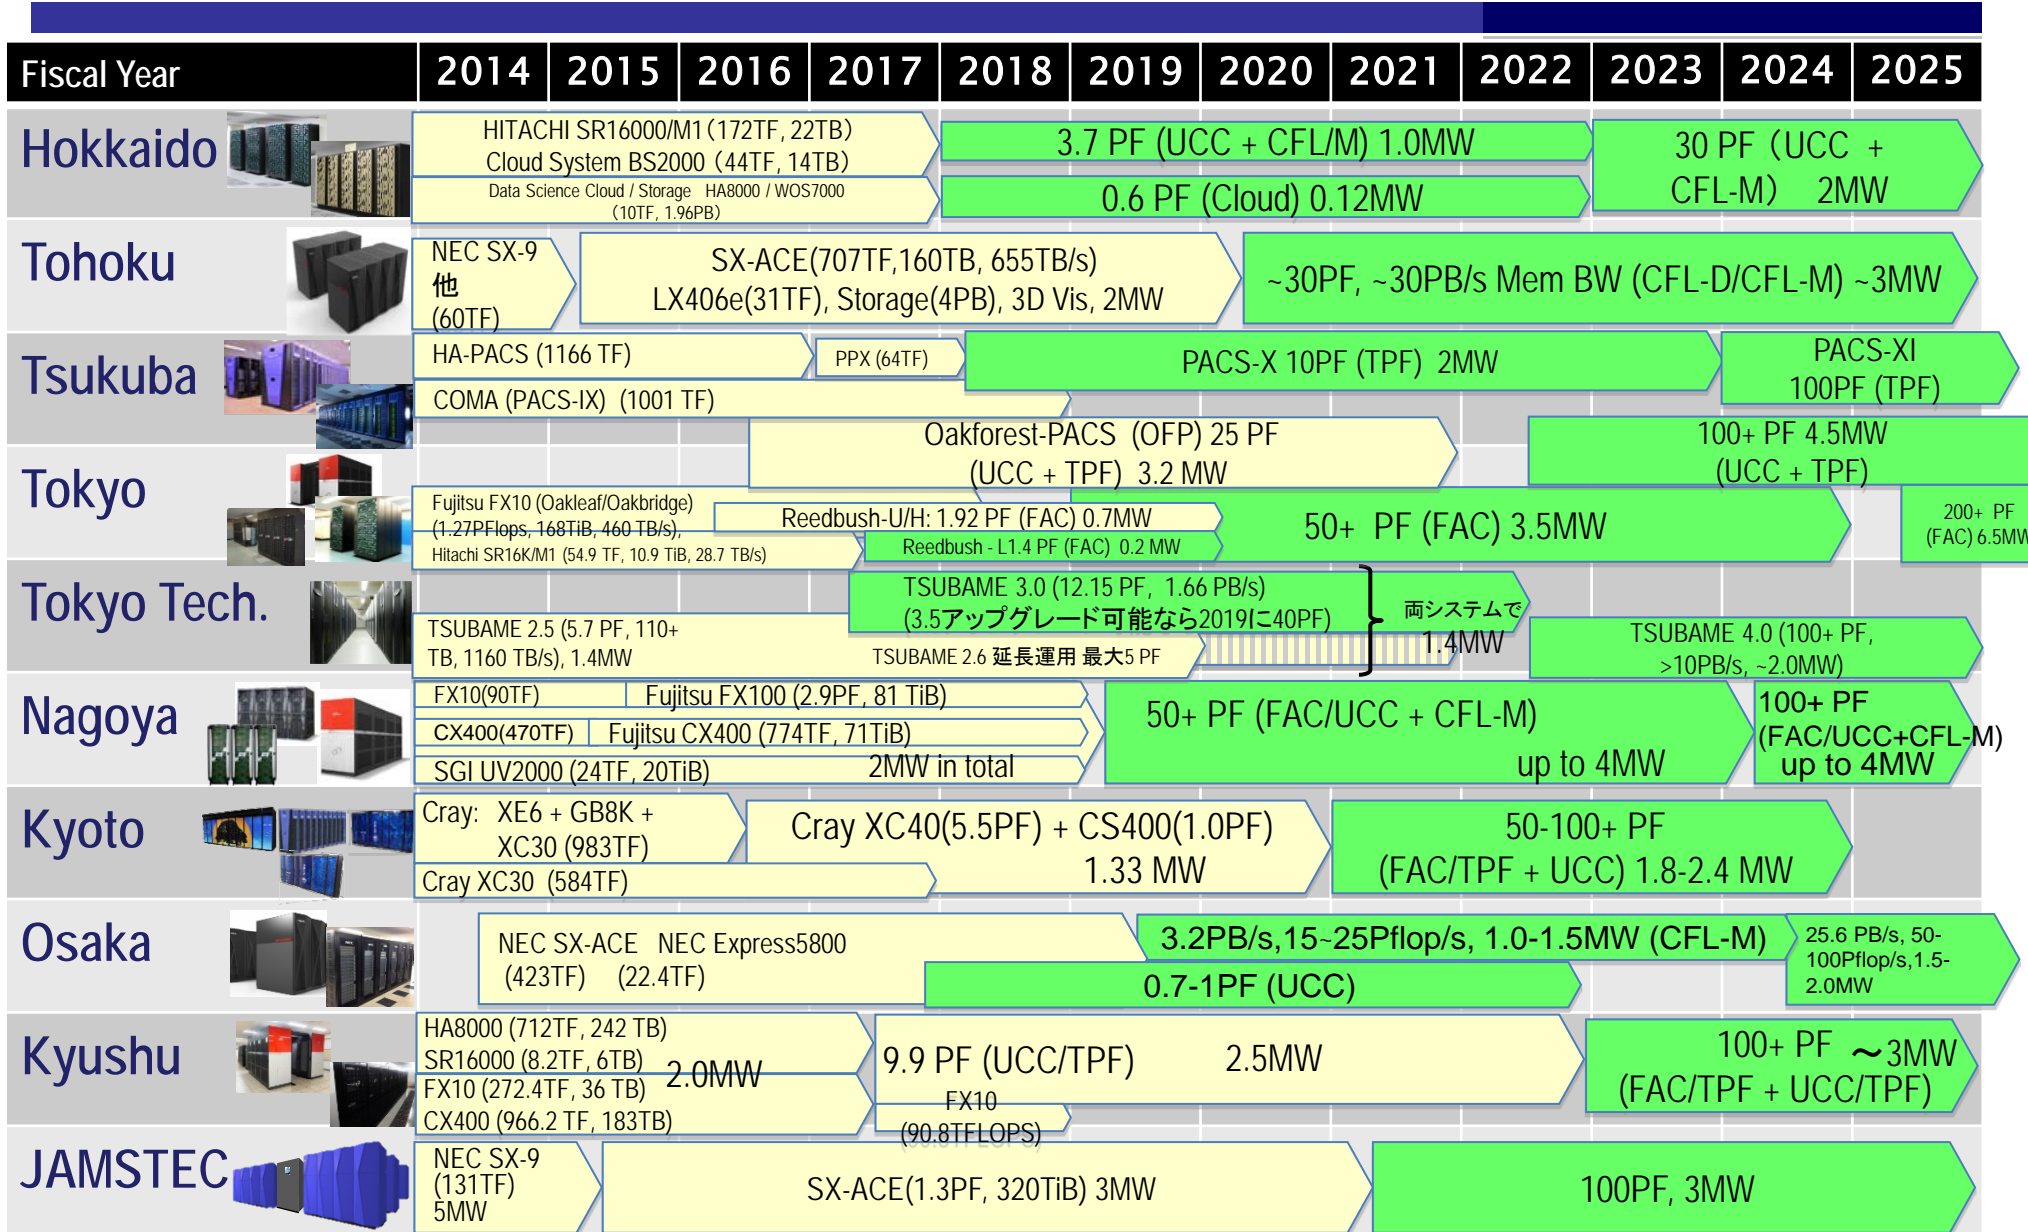 Fiscal Year 2014 2015 2016 2017 2018 2019 2020 2021 2022 2023 2024 2025
Hokkaido
HITACHI SR16000/M1(172TF, 22TB)
Cloud System BS2000 (44TF, 14TB)
Data Science Cloud / Storage HA8000 / WOS7000
(10TF, 1.96PB)
3.7 PF (UCC + CFL/M) 1.0MW
0.6 PF (Cloud) 0.12MW
30 PF (UCC +
CFL-M) 2MW
Tohoku
NEC SX-9
他
(60TF)
SX-ACE(707TF,160TB, 655TB/s)
LX406e(31TF), Storage(4PB), 3D Vis, 2MW
~30PF, ~30PB/s Mem BW (CFL-D/CFL-M) ~3MW
Tsukuba
HA-PACS (1166 TF)
PPX (64TF)
COMA (PACS-IX) (1001 TF)
PACS-X 10PF (TPF) 2MW
PACS-XI
100PF (TPF)
Oakforest-PACS (OFP) 25 PF
(UCC + TPF) 3.2 MW
100+ PF 4.5MW
(UCC + TPF)
Tokyo
Fujitsu FX10 (Oakleaf/Oakbridge)
(1.27PFlops, 168TiB, 460 TB/s),
Hitachi SR16K/M1 (54.9 TF, 10.9 TiB, 28.7 TB/s)
Reedbush-U/H: 1.92 PF (FAC) 0.7MW
Reedbush - L1.4 PF (FAC) 0.2 MW
50+ PF (FAC) 3.5MW
200+ PF
(FAC) 6.5MW
Tokyo Tech.
TSUBAME 3.0 (12.15 PF, 1.66 PB/s)
(3.5アップグレード可能なら2019に40PF)
両システムで
1.4MW
TSUBAME 2.5 (5.7 PF, 110+
TB, 1160 TB/s), 1.4MW
TSUBAME 2.6 延長運用 最大5 PF
TSUBAME 4.0 (100+ PF,
>10PB/s, ~2.0MW)
Nagoya
FX10(90TF)
Fujitsu FX100 (2.9PF, 81 TiB)
CX400(470TF)
Fujitsu CX400 (774TF, 71TiB)
SGI UV2000 (24TF, 20TiB)
2MW in total
50+ PF (FAC/UCC + CFL-M)
up to 4MW
100+ PF
(FAC/UCC+CFL-M)
up to 4MW
Kyoto
Cray: XE6 + GB8K +
XC30 (983TF)
Cray XC30 (584TF)
Cray XC40(5.5PF) + CS400(1.0PF)
1.33 MW
50-100+ PF
(FAC/TPF + UCC) 1.8-2.4 MW
Osaka
NEC SX-ACE NEC Express5800
(423TF) (22.4TF)
3.2PB/s,15~25Pflop/s, 1.0-1.5MW (CFL-M)
0.7-1PF (UCC)
25.6 PB/s, 50-
100Pflop/s,1.5-
2.0MW
Kyushu
HA8000 (712TF, 242 TB)
SR16000 (8.2TF, 6TB)
2.0MW
FX10 (272.4TF, 36 TB)
CX400 (966.2 TF, 183TB)
9.9 PF (UCC/TPF) 2.5MW
FX10
(90.8TFLOPS)
100+ PF ～3MW
(FAC/TPF + UCC/TPF)
JAMSTEC
NEC SX-9
(131TF)
5MW
SX-ACE(1.3PF, 320TiB) 3MW
100PF, 3MW